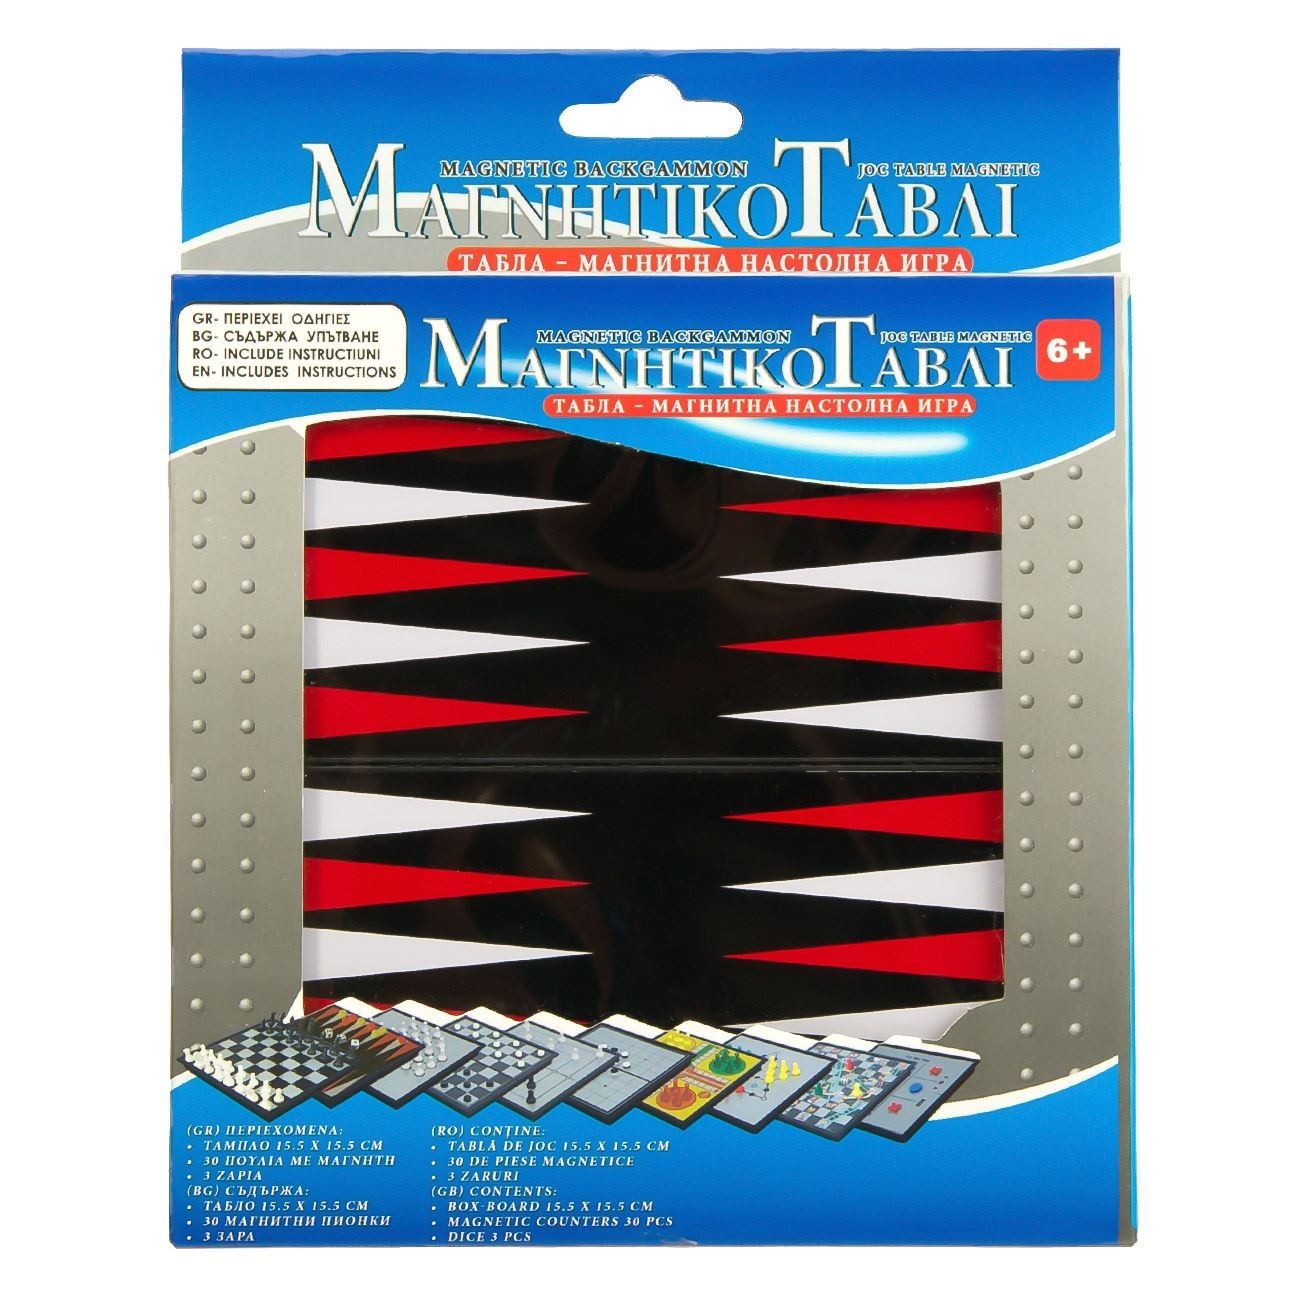 MAGNETIC BACKGAMMON JOC TABLE MAGNETIC
ΜΑΓΝΗΤΙΚΟ ΤΑΒΛΙ
ТАБЛА - МАГНИТНА НАСТОЛНА ИГРА
GR- ΠΕΡΙΕΧΕΙ ΟΔΗΓΙΕΣ
BG- СЪДЪРЖА УПЪТВАНЕ
RO- INCLUDE INSTRUCTIUNI
EN- INCLUDES INSTRUCTIONS
MAGNETIC BACKGAMMON JOC TABLE MAGNETIC
ΜΑΓΝΗΤΙΚΟ ΤΑΒΛΙ
6+
ТАБЛА - МАГНИТНА НАСТОЛНА ИГРА
(GR) ΠΕΡΙΕΧΟΜΕΝΑ:
• ΤΑΜΠΛΟ 15.5 X 15.5 CM
• 30 ΠΟΥΛΙΑ ΜΕ ΜΑΓΝΗΤΗ
• 3 ΖΑΡΙΑ
(BG) СЪДЪРЖА:
• ТАБЛО 15.5 X 15.5 CM
• 30 МАГНИТНИ ПИОНКИ
• 3 ЗАРА
(RO) CONȚINE:
• TABLĂ DE JOC 15.5 X 15.5 CM
• 30 DE PIESE MAGNETICE
• 3 ZARURI
(GB) CONTENTS:
• BOX-BOARD 15.5 X 15.5 CM
• MAGNETIC COUNTERS 30 PCS
• DICE 3 PCS